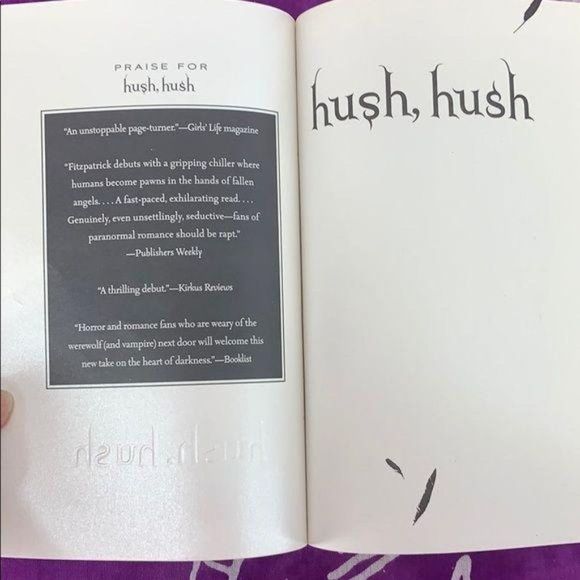 PRAISE FOR
hush, hush
“An unstoppable page-turner.”—Girls' Life magazine
“Fitzpatrick debuts with a gripping chiller where
humans become pawns in the hands of fallen
angels. . . . A fast-paced, exhilarating read. . . .
Genuinely, even unsettlingly, seductive—fans of
paranormal romance should be rapt.”
—Publishers Weekly
“A thrilling debut.”—Kirkus Reviews
“Horror and romance fans who are weary of the
werewolf (and vampire) next door will welcome this
new take on the heart of darkness.”—Booklist
hush, hush
hush, hush